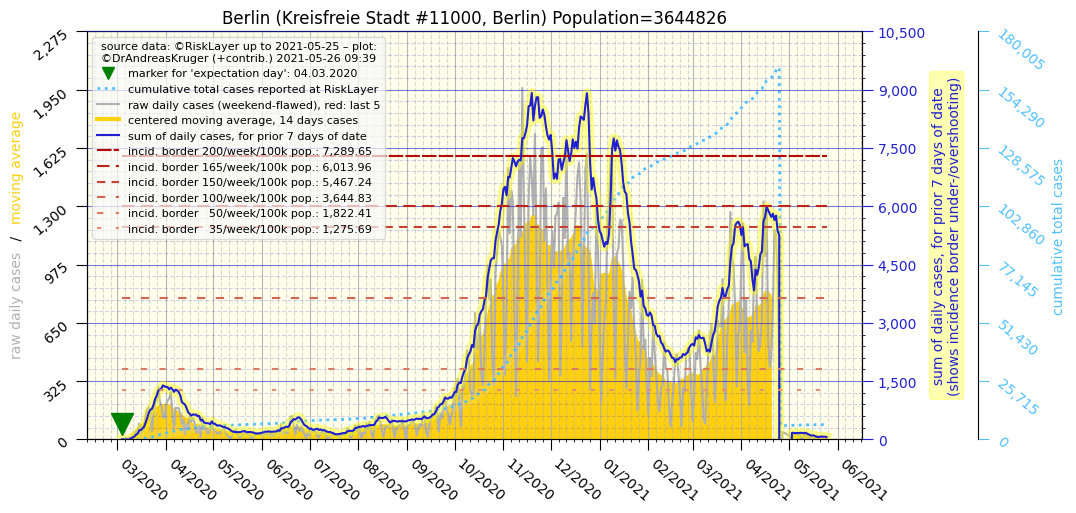 Berlin (Kreisfreie Stadt #11000, Berlin) Population=3644826
source data: ©RiskLayer up to 2021-05-25 – plot:
©DrAndreasKruger (+contrib.) 2021-05-26 09:39
marker for 'expectation day': 04.03.2020
cumulative total cases reported at RiskLayer
raw daily cases (weekend-flawed), red: last 5
centered moving average, 14 days cases
sum of daily cases, for prior 7 days of date
incid. border 200/week/100k pop.: 7,289.65
incid. border 165/week/100k pop.: 6,013.96
incid. border 150/week/100k pop.: 5,467.24
incid. border 100/week/100k pop.: 3,644.83
incid. border 50/week/100k pop.: 1,822.41
incid. border 35/week/100k pop.: 1,275.69
raw daily cases / moving average
2,275
1,950
1,625
1,300
975
650
325
0
03/2020
04/2020
05/2020
06/2020
07/2020
08/2020
09/2020
10/2020
11/2020
12/2020
01/2021
02/2021
03/2021
04/2021
05/2021
06/2021
10,500
9,000
7,500
6,000
4,500
3,000
1,500
0
sum of daily cases, for prior 7 days of date
(shows incidence border under-/overshooting)
180,005
154,290
128,575
102,860
77,145
51,430
25,715
0
cumulative total cases